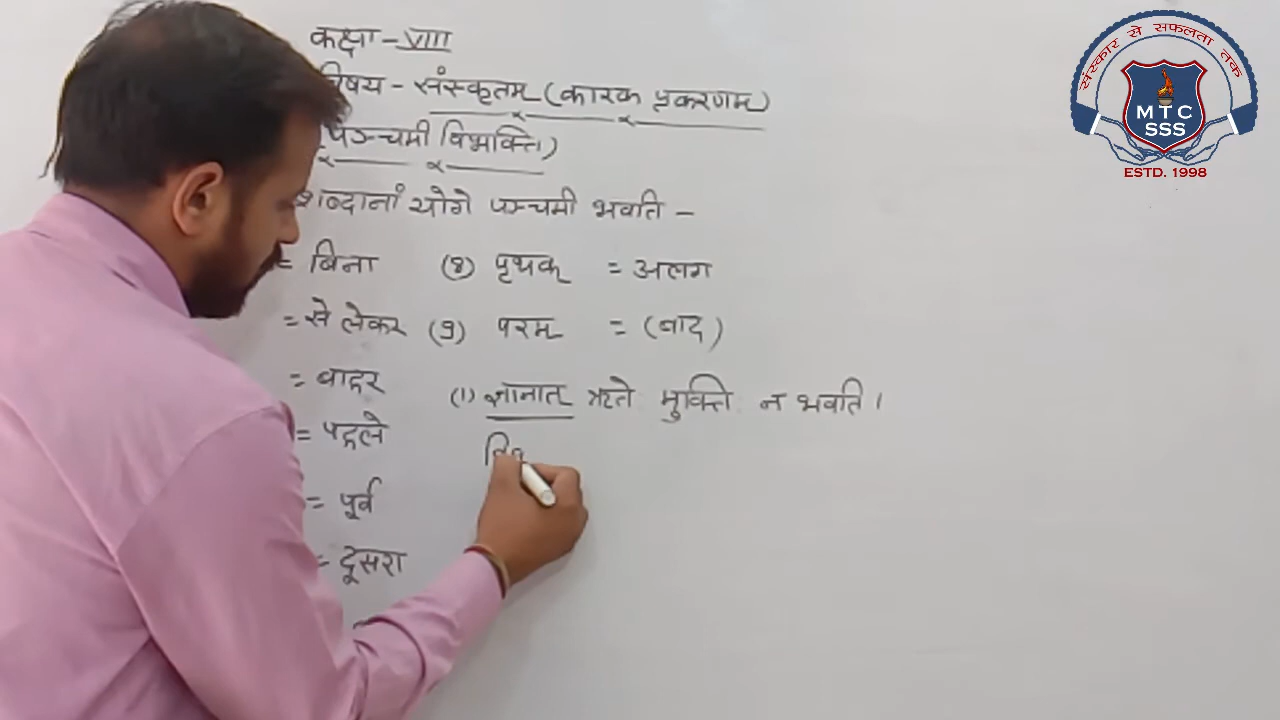 कक्षा - VIII
विषय - संस्कृतम् (कारक प्रकरणम्)
(पञ्चमी विभक्तिः)
शब्दानां योगे पञ्चमी भवति -
= बिना (8) पृथक् = अलग
= से लेकर (9) परम् = (बाद)
= बाहर
(1) ज्ञानात् ऋते मुक्ति न भवति।
= पहले
= पूर्व
= दूसरा
संस्कार से सफलता तक
MTC
SSS
ESTD. 1998